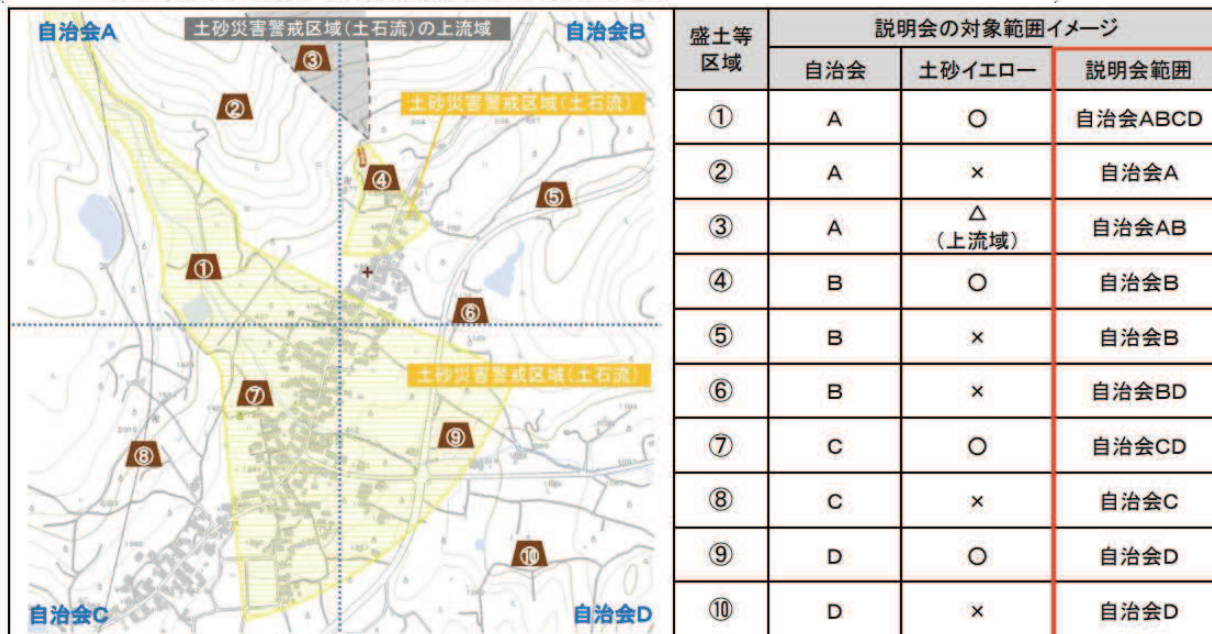 自治会A
土砂災害警戒区域(土石流)の上流域
自治会B
③
②
土砂災害警戒区域(土石流)
④
⑤
①
⑥
土砂災害警戒区域(土石流)
⑦
⑨
⑧
⑩
自治会C
自治会D
盛土等区域 説明会の対象範囲イメージ
自治会 土砂イエロー 説明会範囲
① A ○ 自治会ABCD
② A × 自治会A
③ A △(上流域) 自治会AB
④ B ○ 自治会B
⑤ B × 自治会B
⑥ B × 自治会BD
⑦ C ○ 自治会CD
⑧ C × 自治会C
⑨ D ○ 自治会D
⑩ D × 自治会D